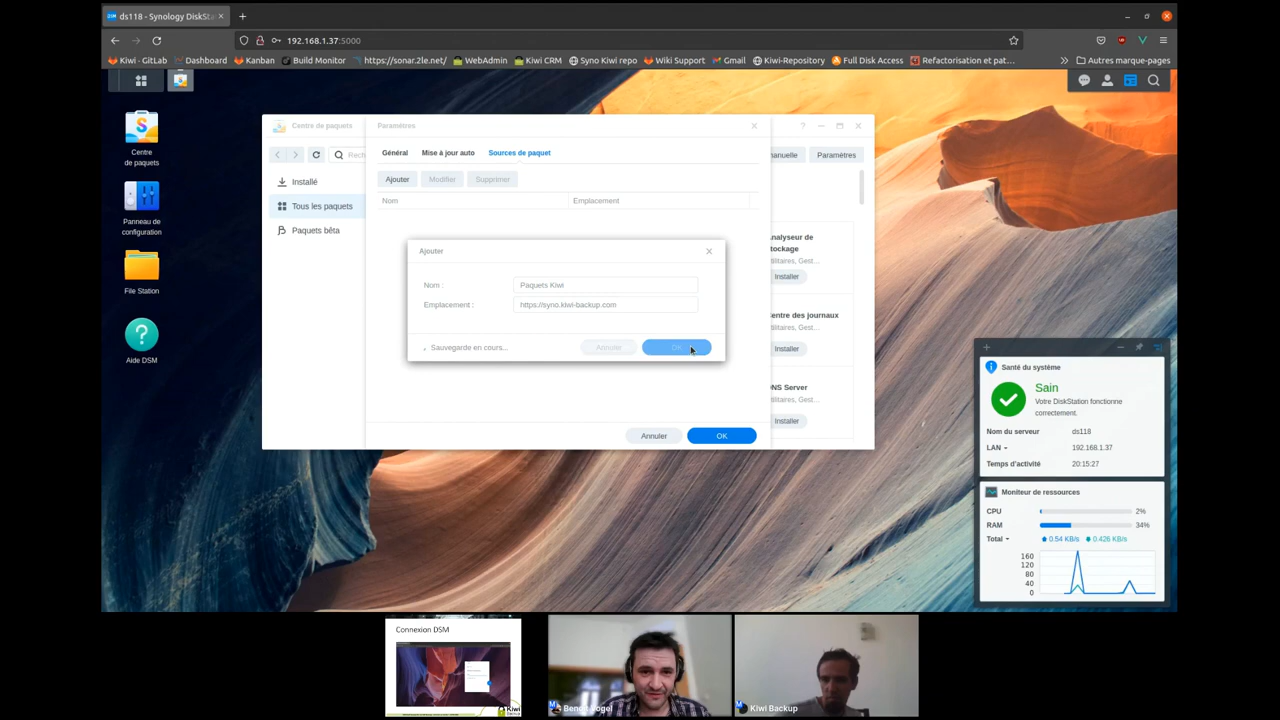 ds118 - Synology DiskSta
192.168.1.37:5000
Kiwi - GitLab
Dashboard
Kanban
Build Monitor
https://sonar.2le.net/
WebAdmin
Kiwi CRM
Syno Kiwi repo
Wiki Support
Gmail
Kiwi-Repository
Full Disk Access
Refactorisation et pat…
Autres marque-pages
Centre
de paquets
Panneau de
configuration
File Station
Aide DSM
Centre de paquets
Rech
Installé
Tous les paquets
Paquets bêta
Paramètres
Général
Mise à jour auto
Sources de paquet
Ajouter
Modifier
Supprimer
Nom
Emplacement
Ajouter
Nom :
Paquets Kiwi
Emplacement :
https://syno.kiwi-backup.com
Sauvegarde en cours...
Annuler
OK
Annuler
OK
anuelle
Paramètres
nalyseur de
tockage
tilitaires, Gest…
Installer
entre des journaux
Installer
NS Server
tilitaires, Gest…
Installer
Santé du système
Sain
Votre DiskStation fonctionne
correctement.
Nom du serveur
ds118
LAN
192.168.1.37
Temps d'activité
20:15:27
Moniteur de ressources
CPU
2%
RAM
34%
Total
0.54 KB/s
0.426 KB/s
160
120
80
40
0
Connexion DSM
Kiwi
Benoit Vogel
Kiwi Backup